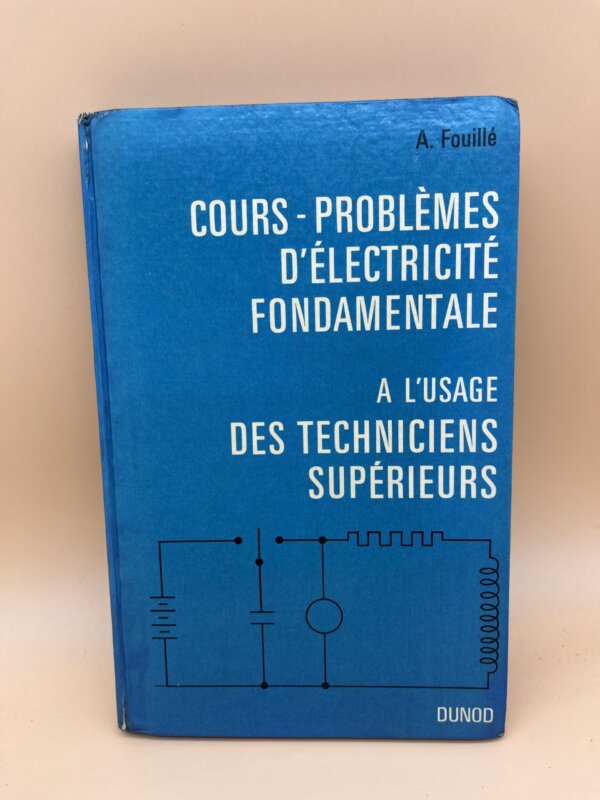 A. Fouillé
COURS - PROBLÈMES
D'ÉLECTRICITÉ
FONDAMENTALE
A L'USAGE
DES TECHNICIENS
SUPÉRIEURS
DUNOD